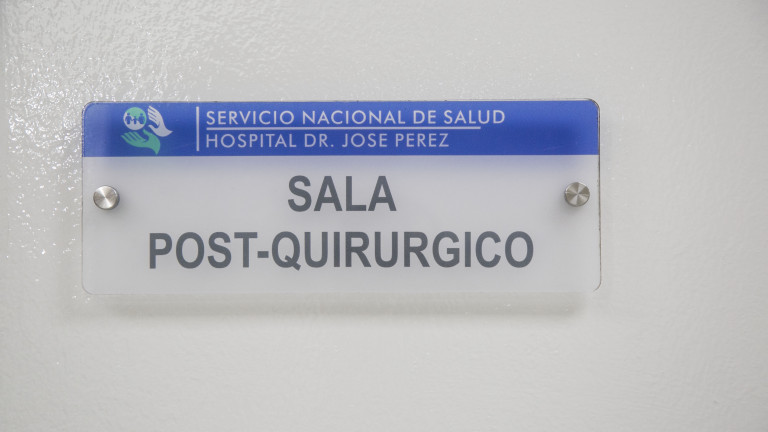 SERVICIO NACIONAL DE SALUD
HOSPITAL DR. JOSE PEREZ
SALA
POST-QUIRURGICO